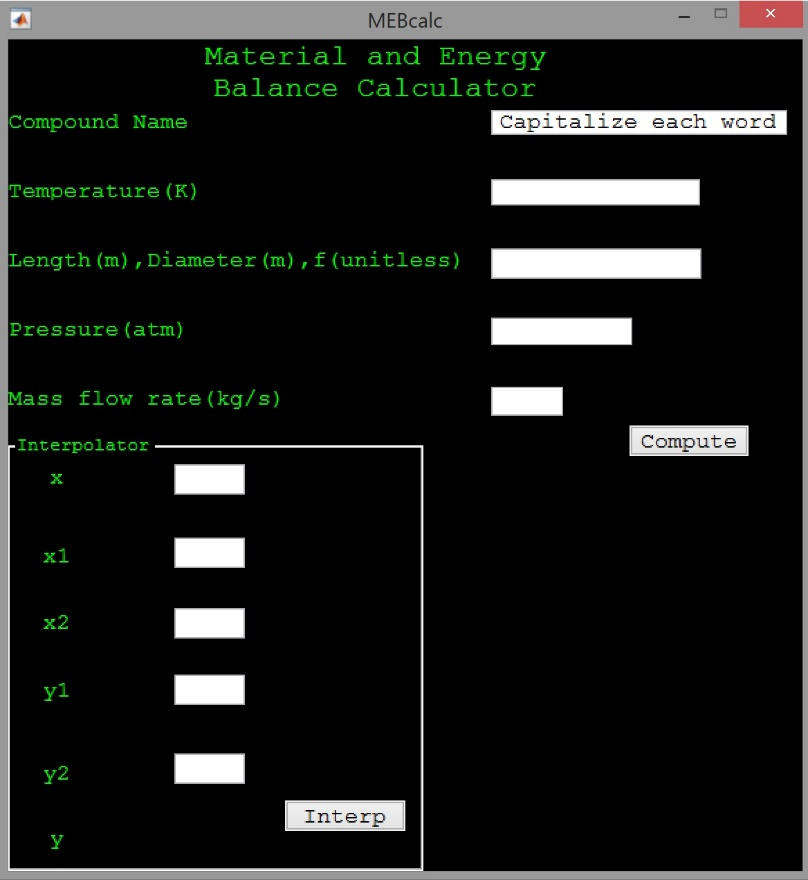 MEBcalc
Material and Energy
Balance Calculator
Compound Name
Capitalize each word
Temperature(K)
Length(m),Diameter(m),f(unitless)
Pressure(atm)
Mass flow rate(kg/s)
Compute
Interpolator
x
x1
x2
y1
y2
Interp
y